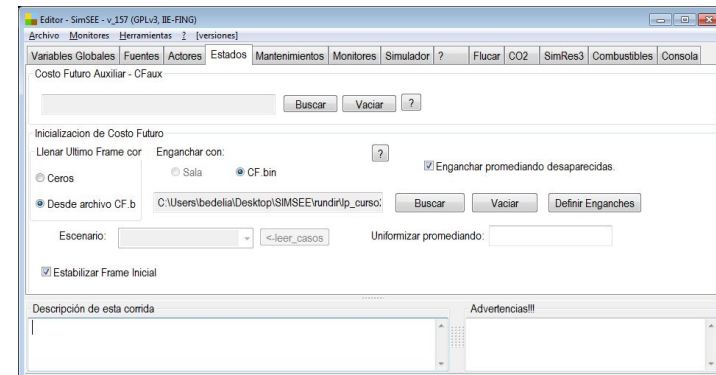 Editor - SimSEE - v_157 (GPLv3, IIE-FING)
Archivo Monitores Herramientas ? [versiones]
Variables Globales Fuentes Actores Estados Mantenimientos Monitores Simulador ? Flucar CO2 SimRes3 Combustibles Consola
Costo Futuro Auxiliar - CFaux
Buscar Vaciar ?
Inicializacion de Costo Futuro
Llenar Ultimo Frame cor Enganchar con: ?
Ceros Sala CF.bin Enganchar promediando desaparecidas.
Desde archivo CF.b C:\Users\bedelia\Desktop\SIMSEE\rundir\Ip_curso: Buscar Vaciar Definir Enganches
Escenario: <-leer_casos Uniformizar promediando:
Estabilizar Frame Inicial
Descripción de esta corrida Advertencias!!!